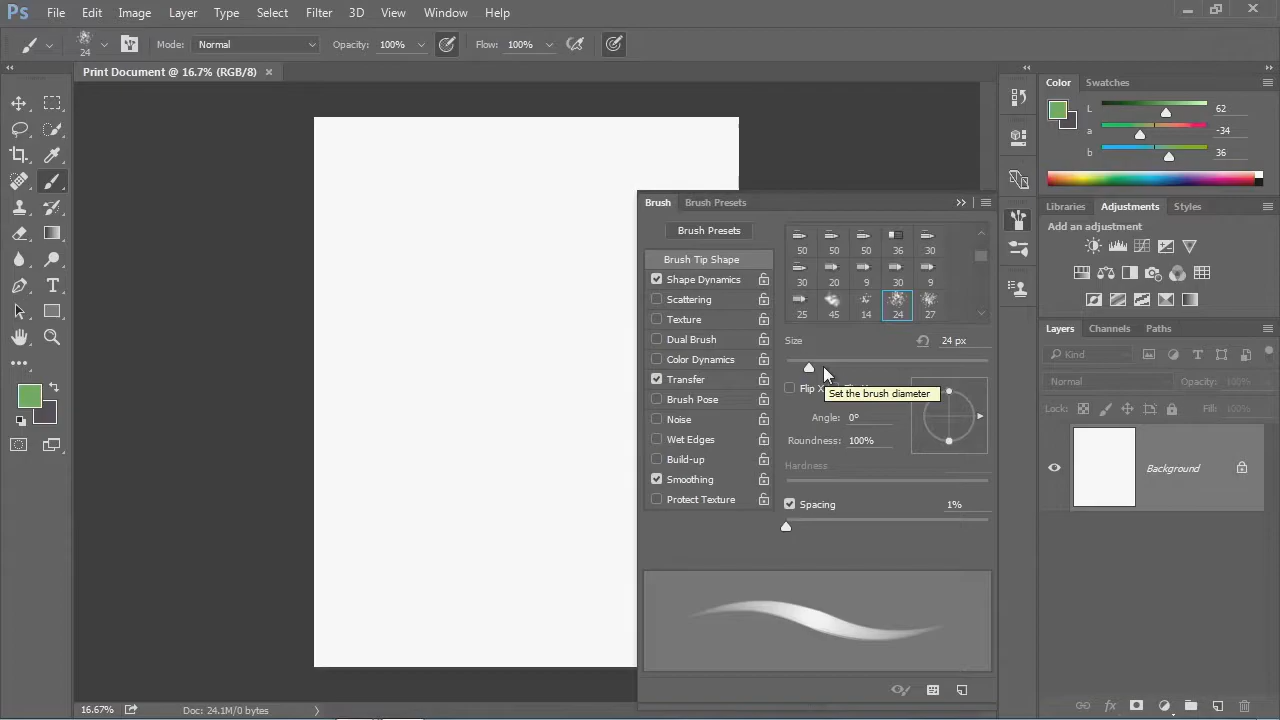 Ps File Edit Image Layer Type Select Filter 3D View Window Help
24 Mode: Normal Opacity: 100% Flow: 100%
Print Document @ 16.7% (RGB/8) ×
Color Swatches
L 62
a -34
b 36
Libraries Adjustments Styles
Add an adjustment
Brush Brush Presets
Brush Presets
Brush Tip Shape
Shape Dynamics
Scattering
Texture
Dual Brush
Color Dynamics
Transfer
Brush Pose
Noise
Wet Edges
Build-up
Smoothing
Protect Texture
50 50 50 36 30
30 20 9 30 9
25 45 14 24 27
Size 24 px
Flip X
Set the brush diameter
Angle: 0º
Roundness: 100%
Hardness
Spacing 1%
Layers Channels Paths
Kind
Normal Opacity: 100%
Lock: Fill: 100%
Background
16.67% Doc: 24.1M/0 bytes
fx